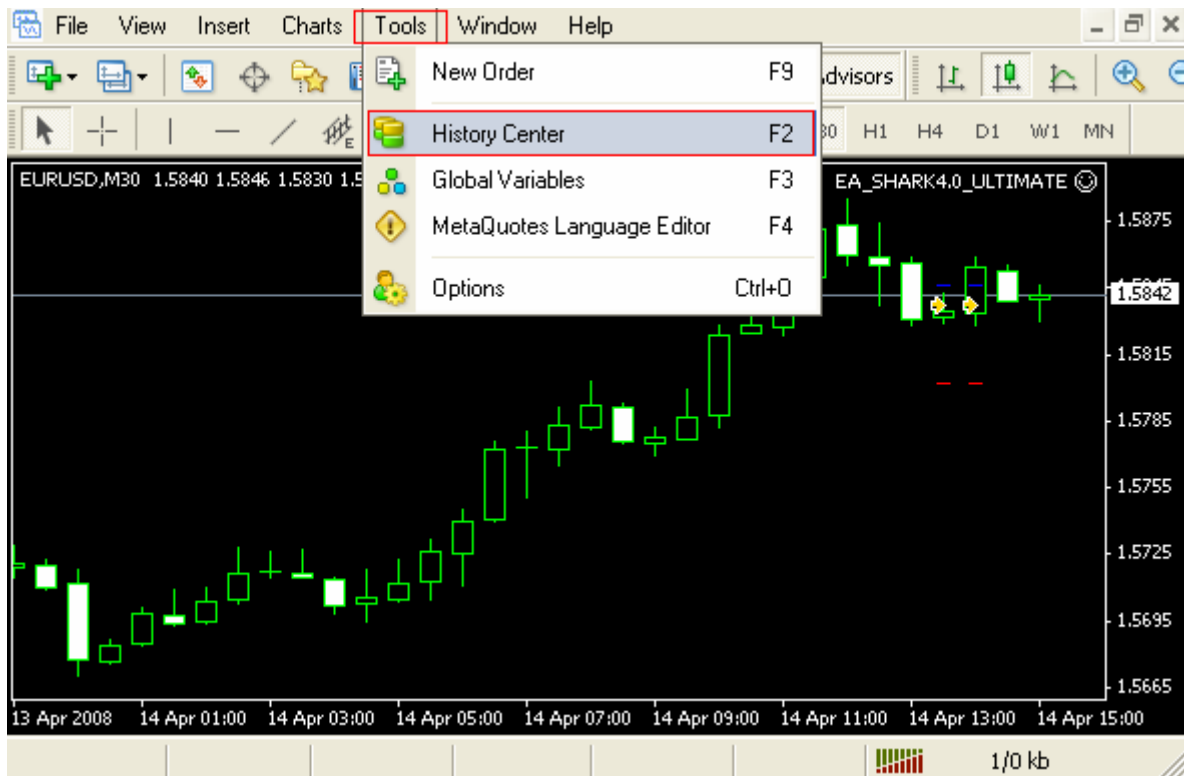 File View Insert Charts Tools Window Help
New Order F9
History Center F2
Global Variables F3
MetaQuotes Language Editor F4
Options Ctrl+O
H1 H4 D1 W1 MN
EURUSD,M30 1.5840 1.5846 1.5830
EA_SHARK4.0_ULTIMATE
1.5875
1.5842
1.5815
1.5785
1.5755
1.5725
1.5695
1.5665
13 Apr 2008 14 Apr 01:00 14 Apr 03:00 14 Apr 05:00 14 Apr 07:00 14 Apr 09:00 14 Apr 11:00 14 Apr 13:00 14 Apr 15:00
1/0 kb